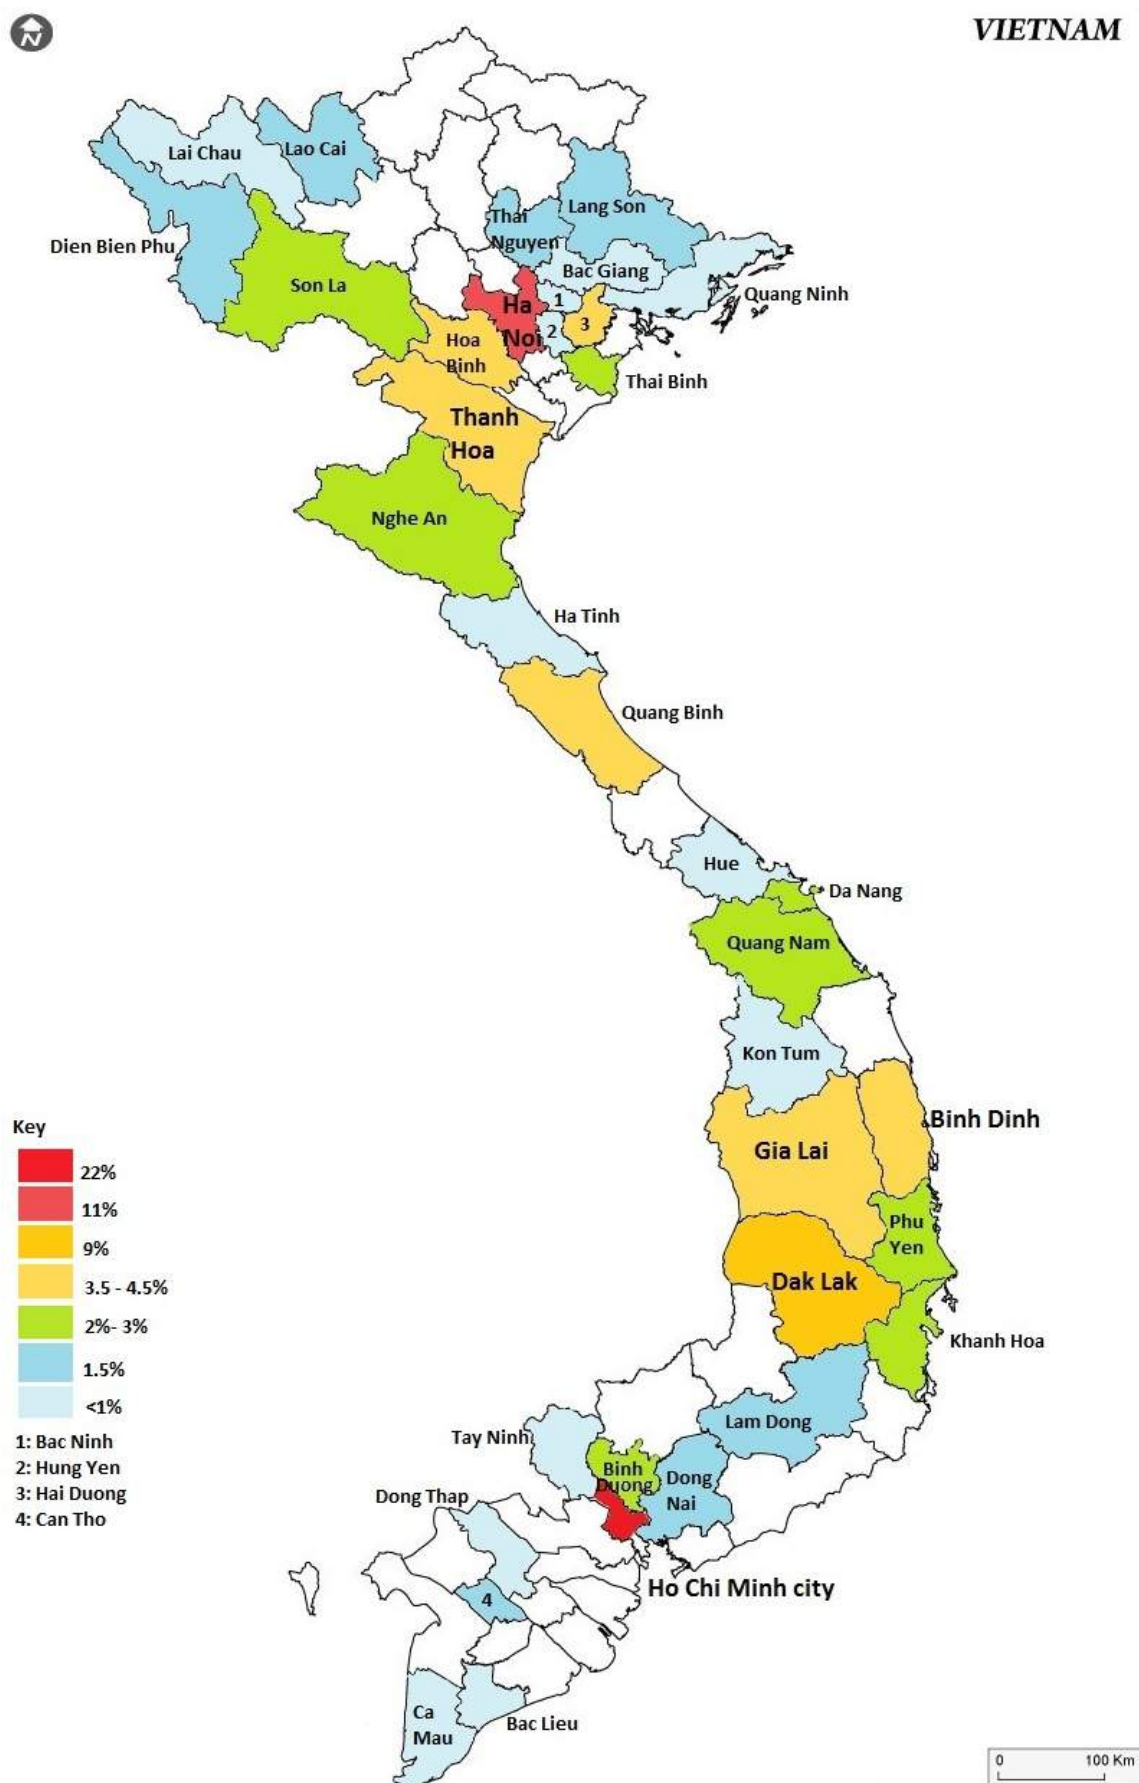 N
VIETNAM
Lai Chau
Lao Cai
Dien Bien Phu
Son La
Thai
Nguyen
Lang Son
Bac Giang
Quang Ninh
Ha
Noi
1
2
3
Hoa
Binh
Thai Binh
Thanh
Hoa
Nghe An
Ha Tinh
Quang Binh
Hue
Da Nang
Quang Nam
Kon Tum
Binh Dinh
Gia Lai
Phu
Yen
Dak Lak
Khanh Hoa
Lam Dong
Tay Ninh
Binh
Duong
Dong
Nai
Dong Thap
Ho Chi Minh city
4
Ca
Mau
Bac Lieu
Key
22%
11%
9%
3.5 - 4.5%
2%- 3%
1.5%
<1%
1: Bac Ninh
2: Hung Yen
3: Hai Duong
4: Can Tho
0 100 Km